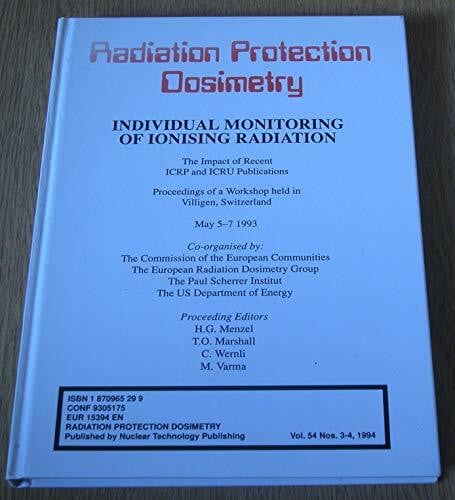 Radiation Protection
Dosimetry
INDIVIDUAL MONITORING
OF IONISING RADIATION
The Impact of Recent
ICRP and ICRU Publications
Proceedings of a Workshop held in
Villigen, Switzerland
May 5–7 1993
Co-organised by:
The Commission of the European Communities
The European Radiation Dosimetry Group
The Paul Scherrer Institut
The US Department of Energy
Proceeding Editors
H.G. Menzel
T.O. Marshall
C. Wernli
M. Varma
ISBN 1 870965 29 9
CONF 9305175
EUR 15394 EN
RADIATION PROTECTION DOSIMETRY
Published by Nuclear Technology Publishing
Vol. 54 Nos. 3-4, 1994